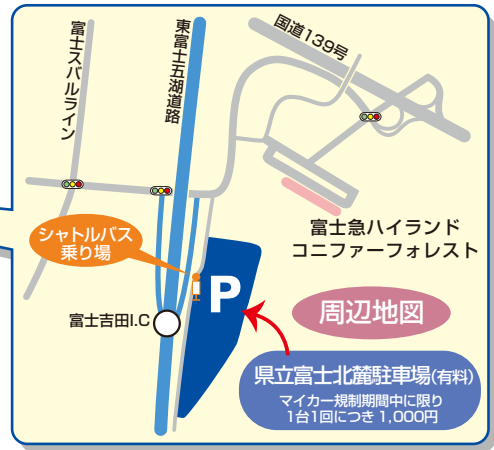 富士スバルライン
東富士五湖道路
国道139号
富士急ハイランド
コニファーフォレスト
シャトルバス
乗り場
P
富士吉田I.C
周辺地図
県立富士北麓駐車場(有料)
マイカー規制期間中に限り
1台1回につき 1,000円